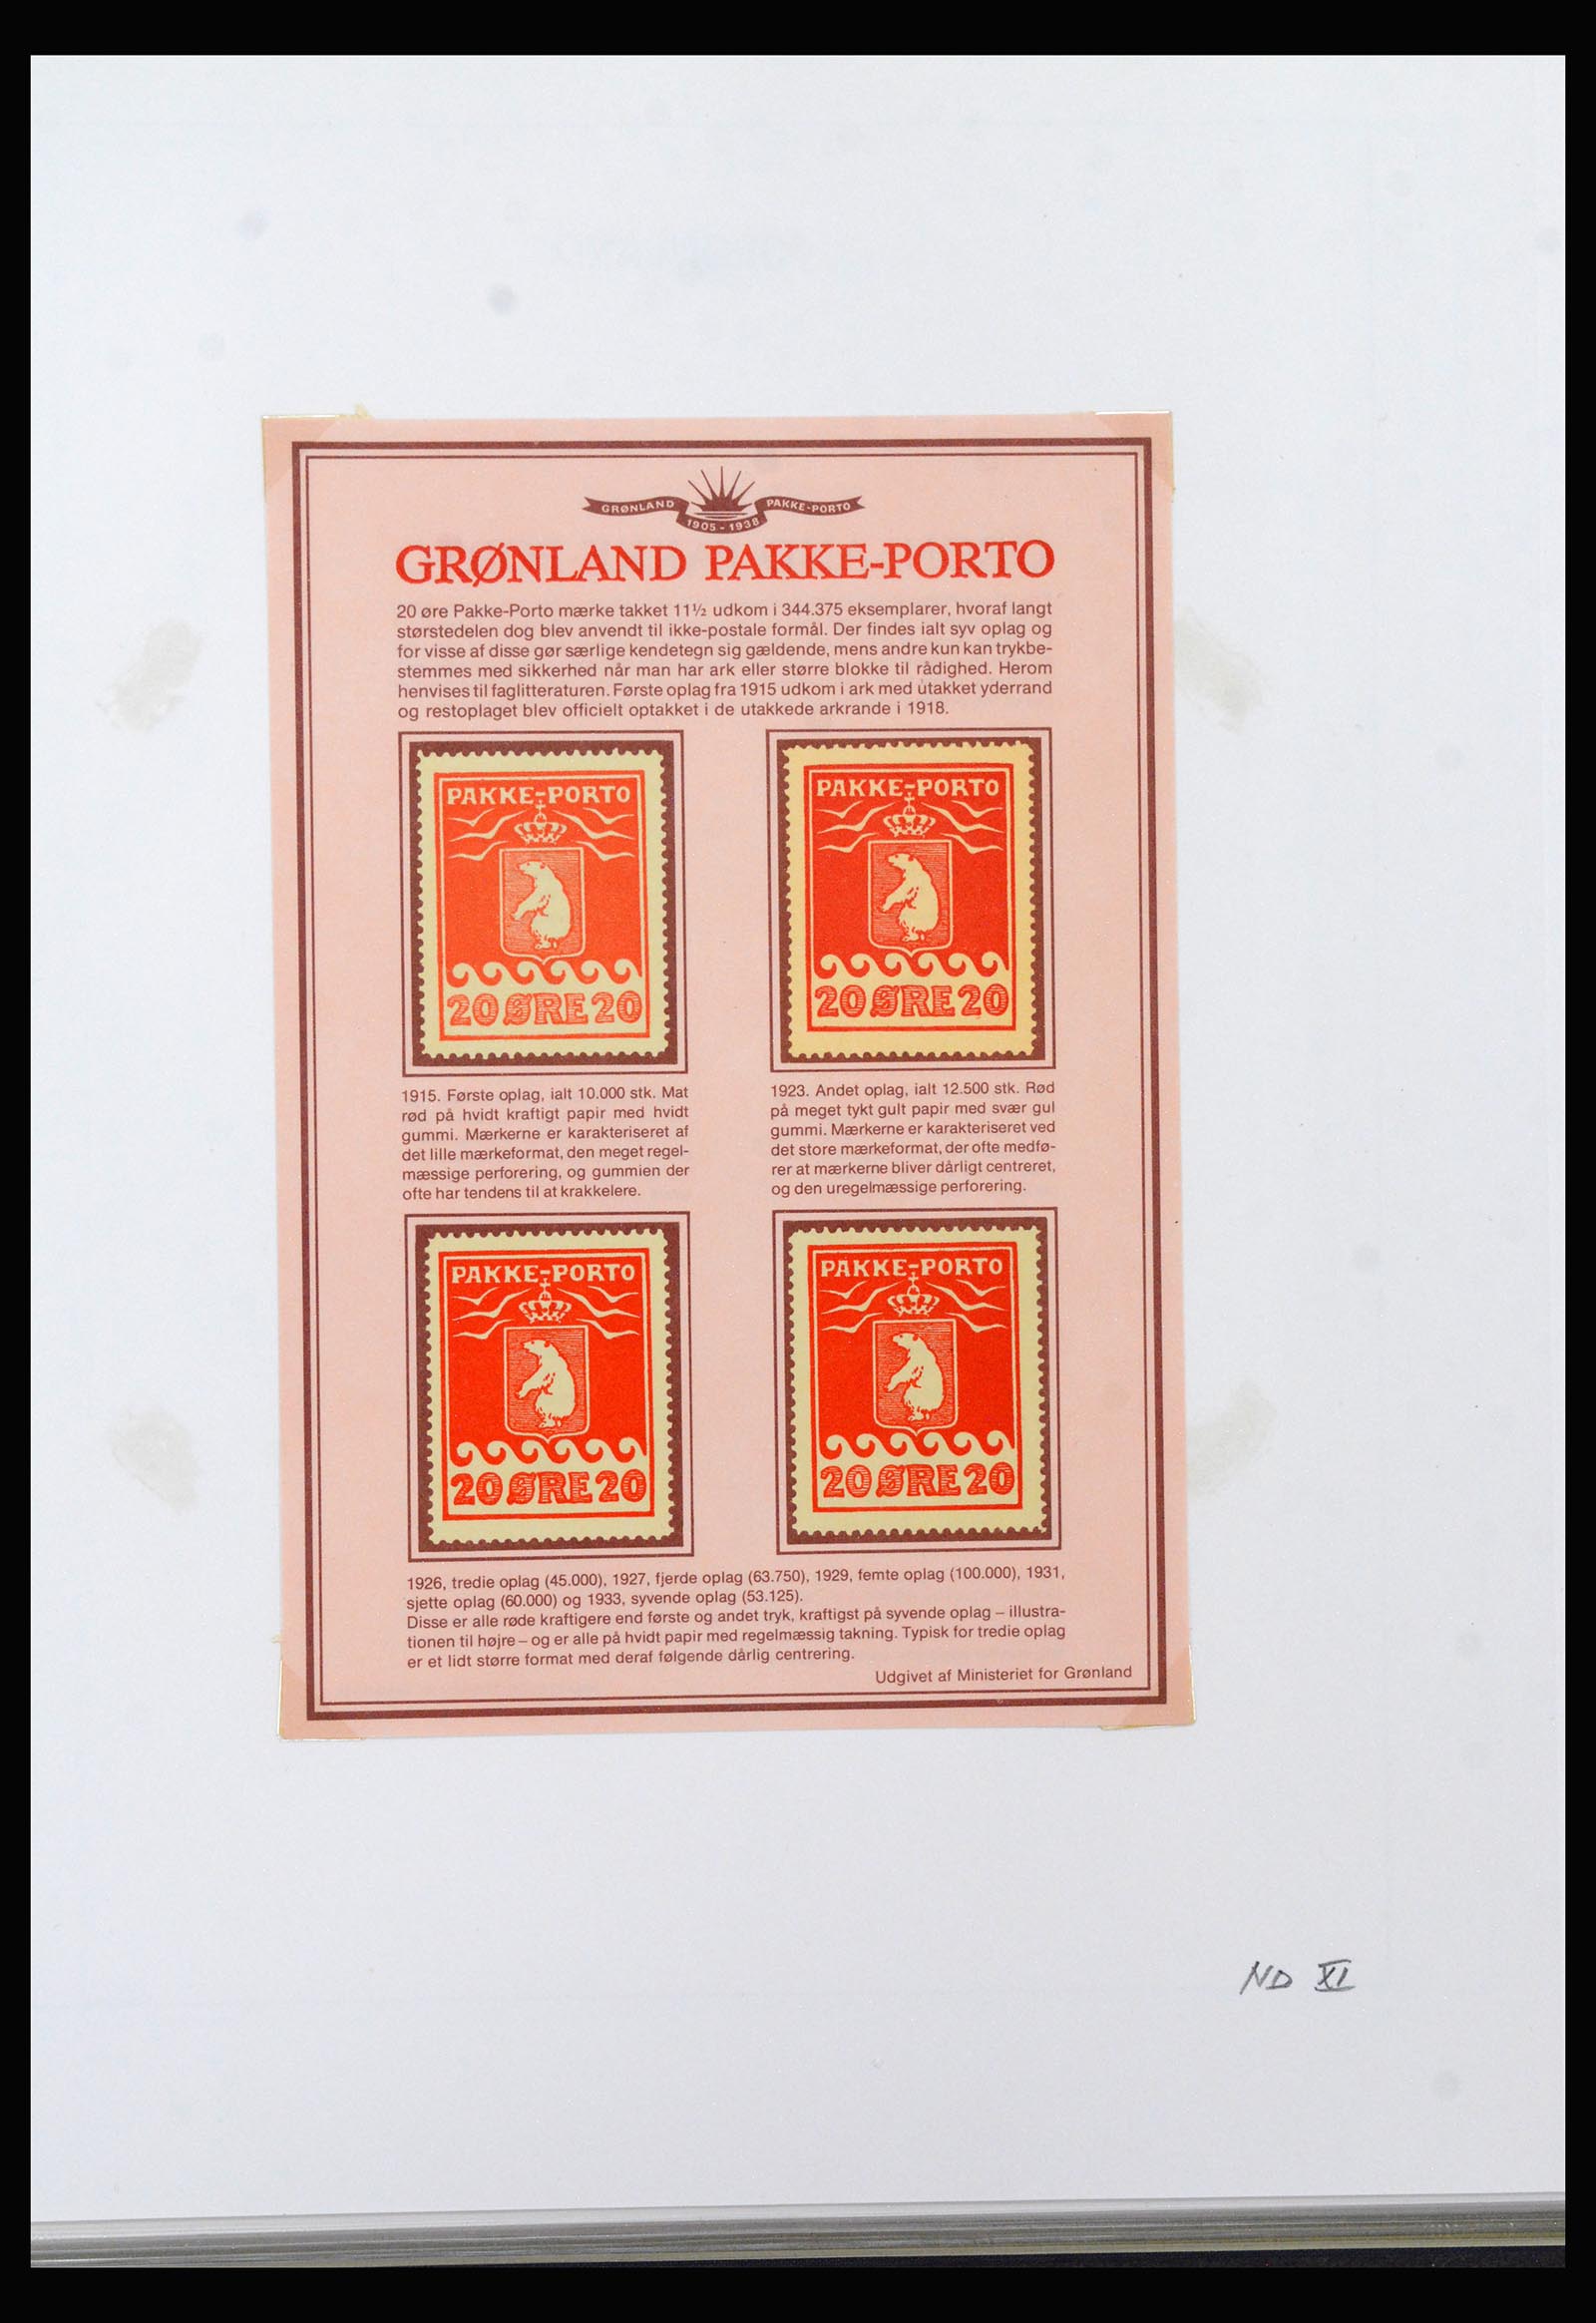 GRØNLAND PAKKE-PORTO
1905 - 1938
GRØNLAND PAKKE-PORTO
20 øre Pakke-Porto mærke takket 11½ udkom i 344.375 eksemplarer, hvoraf langt
størstedelen dog blev anvendt til ikke-postale formål. Der findes ialt syv oplag og
for visse af disse gør særlige kendetegn sig gældende, mens andre kun kan trykbe-
stemmes med sikkerhed når man har ark eller større blokke til rådighed. Herom
henvises til faglitteraturen. Første oplag fra 1915 udkom i ark med utakket yderrand
og restoplaget blev officielt optakket i de utakkede arkrande i 1918.
PAKKE-PORTO
20 ØRE 20
PAKKE-PORTO
20 ØRE 20
1915. Første oplag, ialt 10.000 stk. Mat
rød på hvidt kraftigt papir med hvidt
gummi. Mærkerne er karakteriseret af
det lille mærkeformat, den meget regel-
mæssige perforering, og gummien der
ofte har tendens til at krakkelere.
1923. Andet oplag, ialt 12.500 stk. Rød
på meget tykt gult papir med svær gul
gummi. Mærkerne er karakteriseret ved
det store mærkeformat, der ofte medfø-
rer at mærkerne bliver dårligt centreret,
og den uregelmæssige perforering.
PAKKE-PORTO
20 ØRE 20
PAKKE-PORTO
20 ØRE 20
1926, tredie oplag (45.000), 1927, fjerde oplag (63.750), 1929, femte oplag (100.000), 1931,
sjette oplag (60.000) og 1933, syvende oplag (53.125).
Disse er alle røde kraftigere end første og andet tryk, kraftigst på syvende oplag – illustra-
tionen til højre – og er alle på hvidt papir med regelmæssig takning. Typisk for tredie oplag
er et lidt større format med deraf følgende dårlig centrering.
Udgivet af Ministeriet for Grønland
ND XI